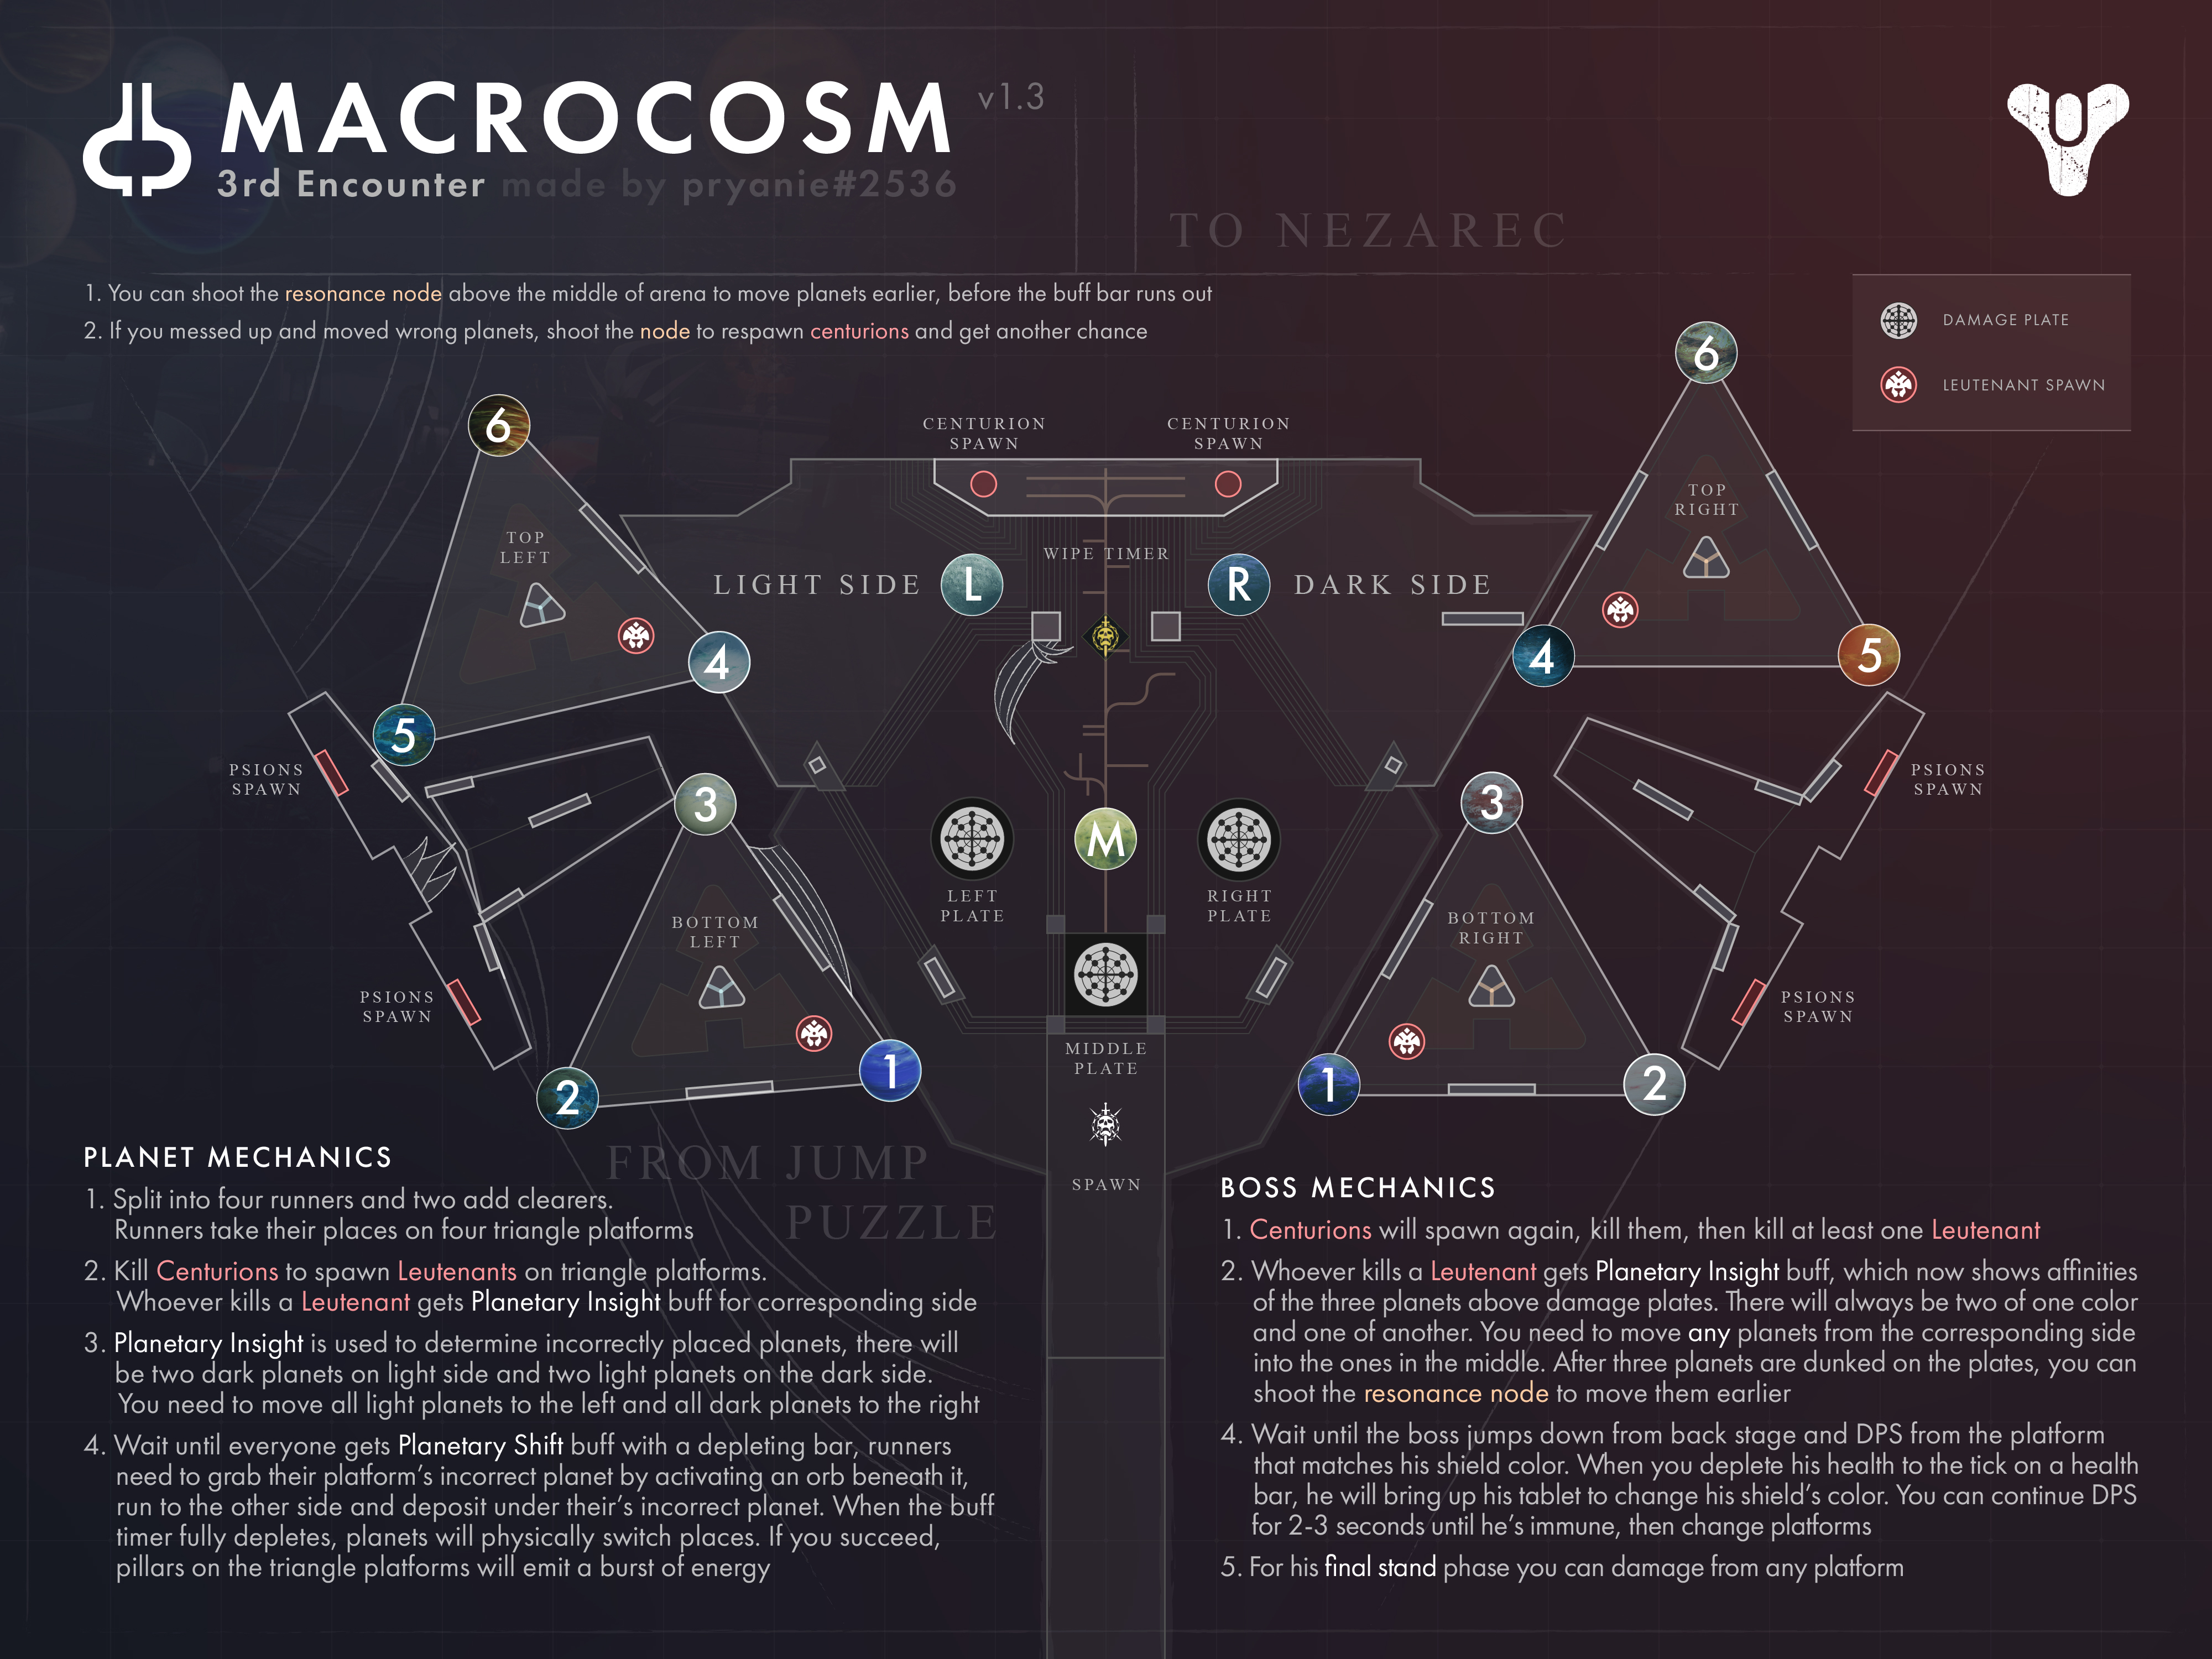 MACROCOSM v1.3
3rd Encounter made by pryanie#2536
TO NEZAREC
1. You can shoot the resonance node above the middle of arena to move planets earlier, before the buff bar runs out
2. If you messed up and moved wrong planets, shoot the node to respawn centurions and get another chance
DAMAGE PLATE
LEUTENANT SPAWN
6
TOP
LEFT
4
5
CENTURION
SPAWN
CENTURION
SPAWN
WIPE TIMER
LIGHT SIDE
L
R
DARK SIDE
6
TOP
RIGHT
4
5
PSIONS
SPAWN
PSIONS
SPAWN
3
BOTTOM
LEFT
2
1
M
LEFT
PLATE
RIGHT
PLATE
MIDDLE
PLATE
SPAWN
3
BOTTOM
RIGHT
1
2
PSIONS
SPAWN
PSIONS
SPAWN
FROM JUMP
PUZZLE
PLANET MECHANICS
1. Split into four runners and two add clearers.
Runners take their places on four triangle platforms
2. Kill Centurions to spawn Leutenants on triangle platforms.
Whoever kills a Leutenant gets Planetary Insight buff for corresponding side
3. Planetary Insight is used to determine incorrectly placed planets, there will
be two dark planets on light side and two light planets on the dark side.
You need to move all light planets to the left and all dark planets to the right
4. Wait until everyone gets Planetary Shift buff with a depleting bar, runners
need to grab their platform's incorrect planet by activating an orb beneath it,
run to the other side and deposit under their's incorrect planet. When the buff
timer fully depletes, planets will physically switch places. If you succeed,
pillars on the triangle platforms will emit a burst of energy
BOSS MECHANICS
1. Centurions will spawn again, kill them, then kill at least one Leutenant
2. Whoever kills a Leutenant gets Planetary Insight buff, which now shows affinities
of the three planets above damage plates. There will always be two of one color
and one of another. You need to move any planets from the corresponding side
into the ones in the middle. After three planets are dunked on the plates, you can
shoot the resonance node to move them earlier
4. Wait until the boss jumps down from back stage and DPS from the platform
that matches his shield color. When you deplete his health to the tick on a health
bar, he will bring up his tablet to change his shield's color. You can continue DPS
for 2-3 seconds until he's immune, then change platforms
5. For his final stand phase you can damage from any platform